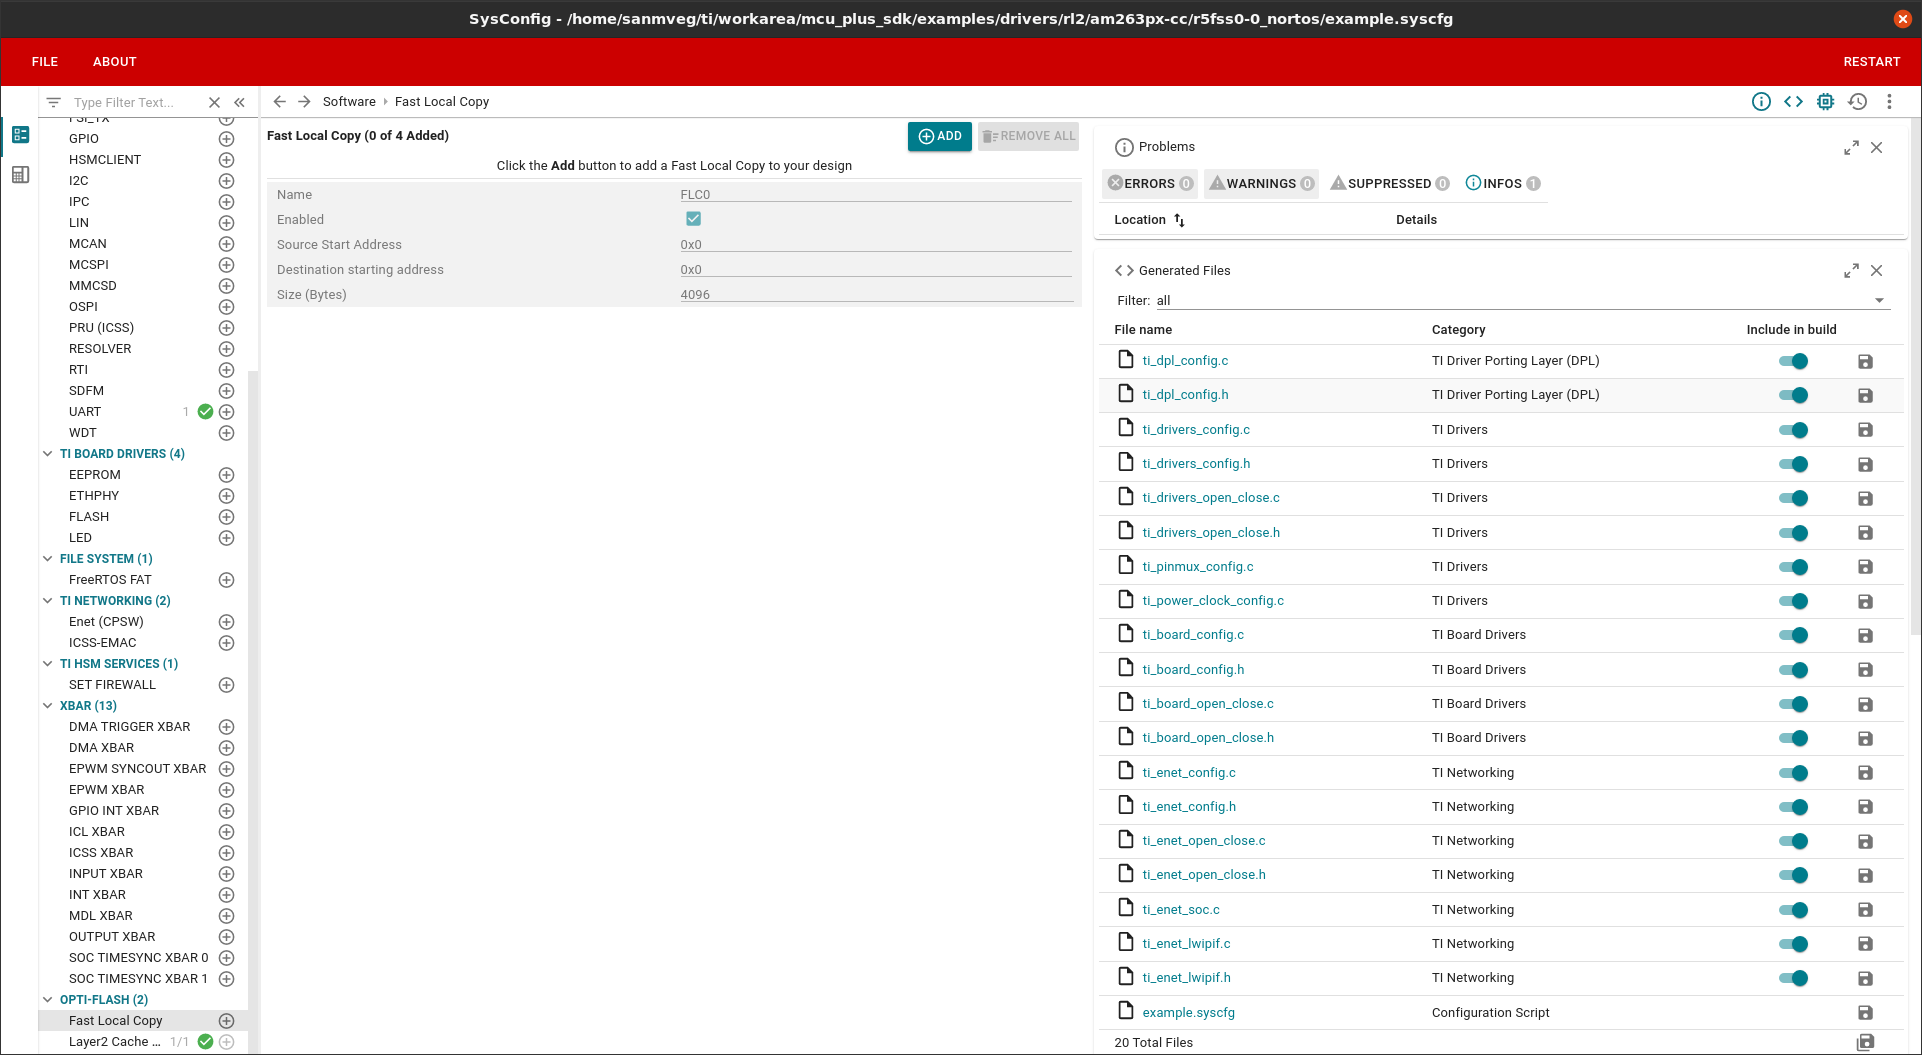 SysConfig - /home/sanmveg/ti/workarea/mcu_plus_sdk/examples/drivers/rl2/am263px-cc/r5fss0-0_nortos/example.syscfg
FILE ABOUT RESTART
Type Filter Text...
Software › Fast Local Copy
FSI_TX
GPIO
HSMCLIENT
I2C
IPC
LIN
MCAN
MCSPI
MMCSD
OSPI
PRU (ICSS)
RESOLVER
RTI
SDFM
UART 1
WDT
TI BOARD DRIVERS (4)
EEPROM
ETHPHY
FLASH
LED
FILE SYSTEM (1)
FreeRTOS FAT
TI NETWORKING (2)
Enet (CPSW)
ICSS-EMAC
TI HSM SERVICES (1)
SET FIREWALL
XBAR (13)
DMA TRIGGER XBAR
DMA XBAR
EPWM SYNCOUT XBAR
EPWM XBAR
GPIO INT XBAR
ICL XBAR
ICSS XBAR
INPUT XBAR
INT XBAR
MDL XBAR
OUTPUT XBAR
SOC TIMESYNC XBAR 0
SOC TIMESYNC XBAR 1
OPTI-FLASH (2)
Fast Local Copy
Layer2 Cache ... 1/1
Fast Local Copy (0 of 4 Added) ADD REMOVE ALL
Click the Add button to add a Fast Local Copy to your design
Name FLC0
Enabled
Source Start Address 0x0
Destination starting address 0x0
Size (Bytes) 4096
Problems
ERRORS 0 WARNINGS 0 SUPPRESSED 0 INFOS 1
Location Details
<> Generated Files
Filter: all
File name Category Include in build
ti_dpl_config.c TI Driver Porting Layer (DPL)
ti_dpl_config.h TI Driver Porting Layer (DPL)
ti_drivers_config.c TI Drivers
ti_drivers_config.h TI Drivers
ti_drivers_open_close.c TI Drivers
ti_drivers_open_close.h TI Drivers
ti_pinmux_config.c TI Drivers
ti_power_clock_config.c TI Drivers
ti_board_config.c TI Board Drivers
ti_board_config.h TI Board Drivers
ti_board_open_close.c TI Board Drivers
ti_board_open_close.h TI Board Drivers
ti_enet_config.c TI Networking
ti_enet_config.h TI Networking
ti_enet_open_close.c TI Networking
ti_enet_open_close.h TI Networking
ti_enet_soc.c TI Networking
ti_enet_lwipif.c TI Networking
ti_enet_lwipif.h TI Networking
example.syscfg Configuration Script
20 Total Files